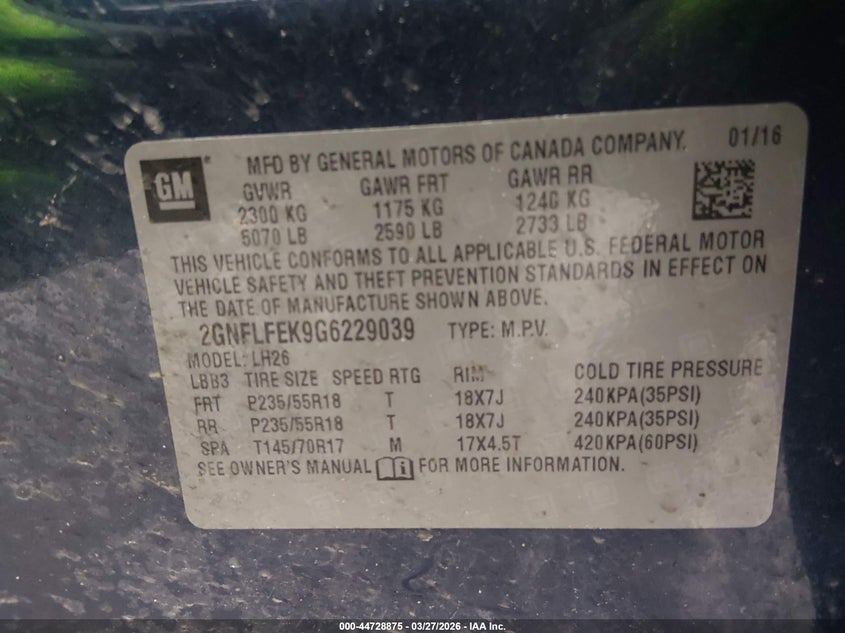 GM
MFD BY GENERAL MOTORS OF CANADA COMPANY. 01/16
GVWR GAWR FRT GAWR RR
2300 KG 1175 KG 1240 KG
5070 LB 2590 LB 2733 LB
THIS VEHICLE CONFORMS TO ALL APPLICABLE U.S. FEDERAL MOTOR
VEHICLE SAFETY AND THEFT PREVENTION STANDARDS IN EFFECT ON
THE DATE OF MANUFACTURE SHOWN ABOVE.
2GNFLFEK9G6229039 TYPE: M.P.V.
MODEL: LH26
LBB3 TIRE SIZE SPEED RTG RIM COLD TIRE PRESSURE
FRT P235/55R18 T 18X7J 240KPA(35PSI)
RR P235/55R18 T 18X7J 240KPA(35PSI)
SPA T145/70R17 M 17X4.5T 420KPA(60PSI)
SEE OWNER'S MANUAL FOR MORE INFORMATION.
000-44728875 - 03/27/2026 - IAA Inc.